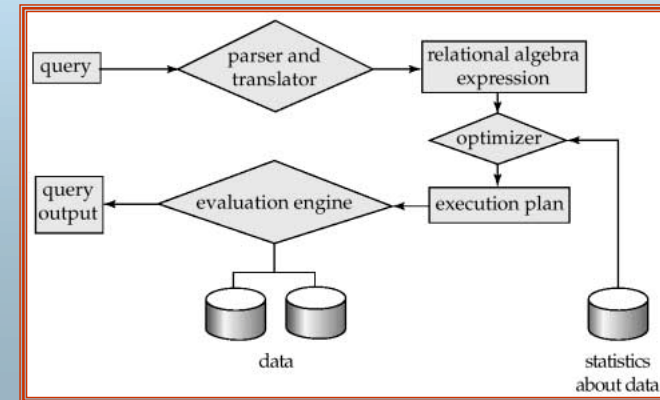 query
parser and
translator
relational algebra
expression
optimizer
query
output
evaluation engine
execution plan
data
statistics
about data